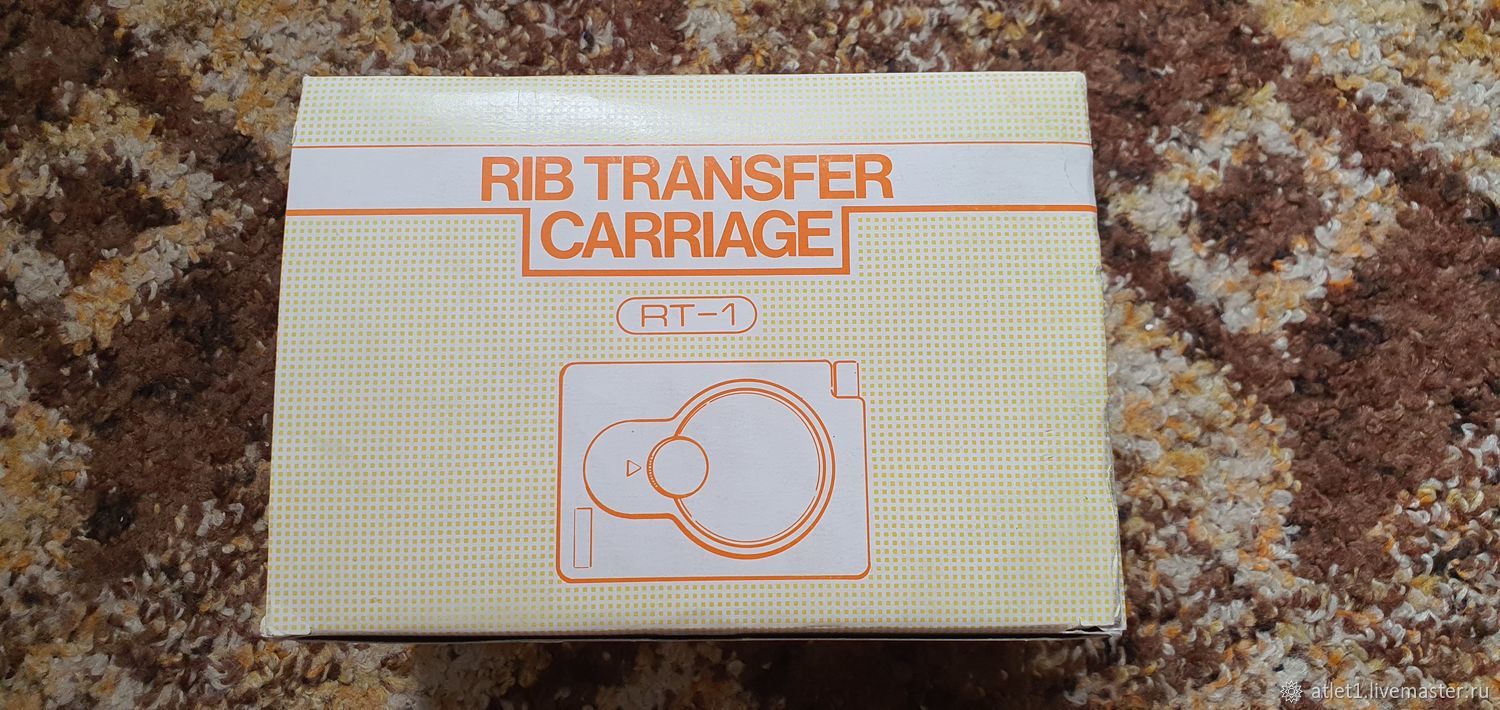 RIB TRANSFER
CARRIAGE
RT-1
atlet1.livemaster.ru